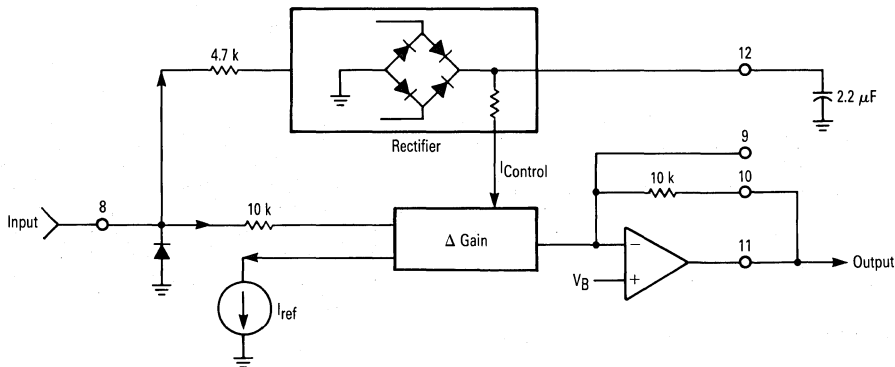 4.7 k
12
2.2 μF
Rectifier
9
IControl
10
10 k
8
10 k
Input
Δ Gain
−
11
Output
VB
+
Iref